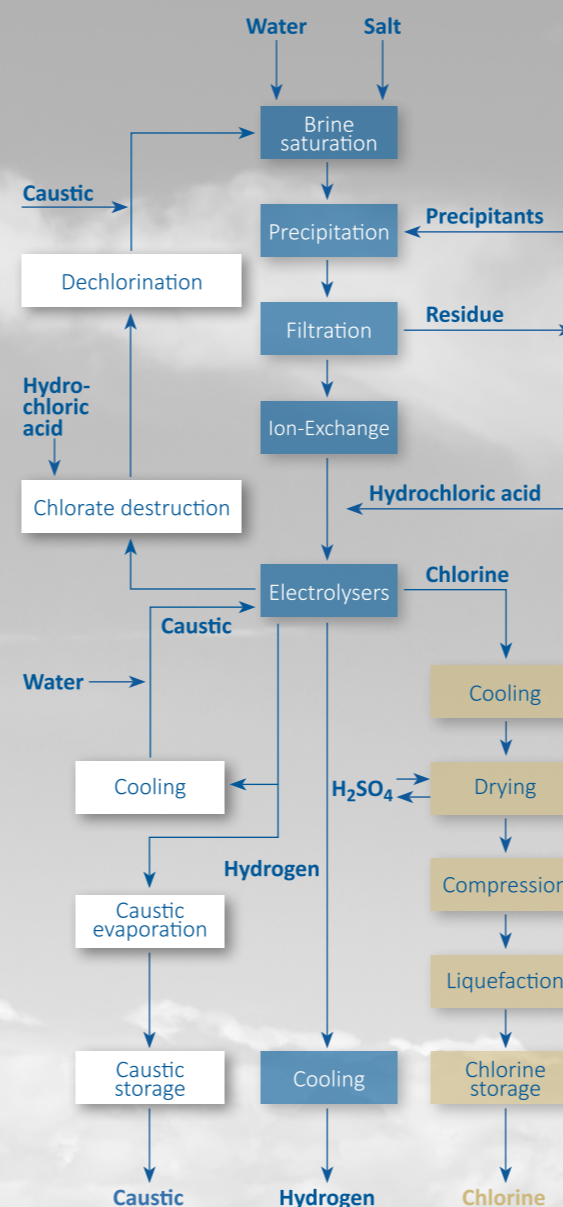 Water
Salt
Brine
saturation
Caustic
Precipitants
Precipitation
Dechlorination
Residue
Filtration
Hydro-
chloric
acid
Ion-Exchange
Hydrochloric acid
Chlorate destruction
Chlorine
Electrolysers
Caustic
Water
Cooling
Cooling
H₂SO₄
Drying
Hydrogen
Compression
Caustic
evaporation
Liquefaction
Caustic
storage
Cooling
Chlorine
storage
Caustic
Hydrogen
Chlorine